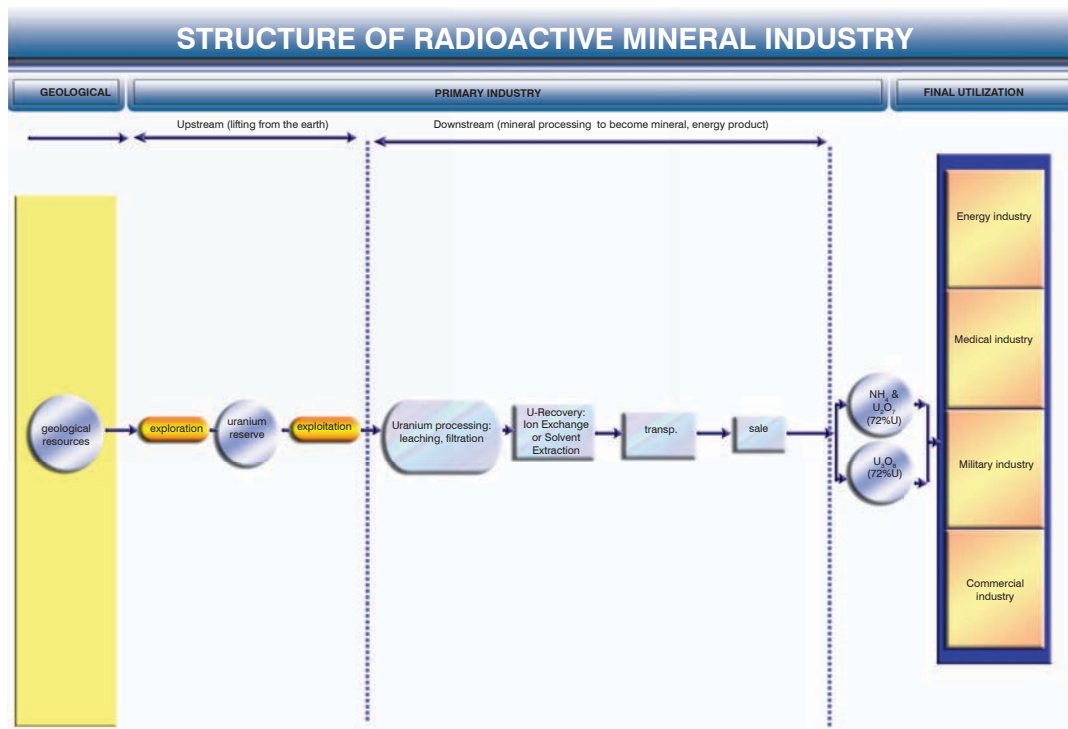 STRUCTURE OF RADIOACTIVE MINERAL INDUSTRY
GEOLOGICAL
PRIMARY INDUSTRY
FINAL UTILIZATION
Upstream (lifting from the earth)
Downstream (mineral processing to become mineral, energy product)
geological
resources
exploration
uranium
reserve
exploitation
Uranium processing:
leaching, filtration
U-Recovery:
Ion Exchange
or Solvent
Extraction
transp.
sale
NH₄ &
U₂O₇
(72%U)
U₃O₈
(72%U)
Energy industry
Medical industry
Military industry
Commercial
industry